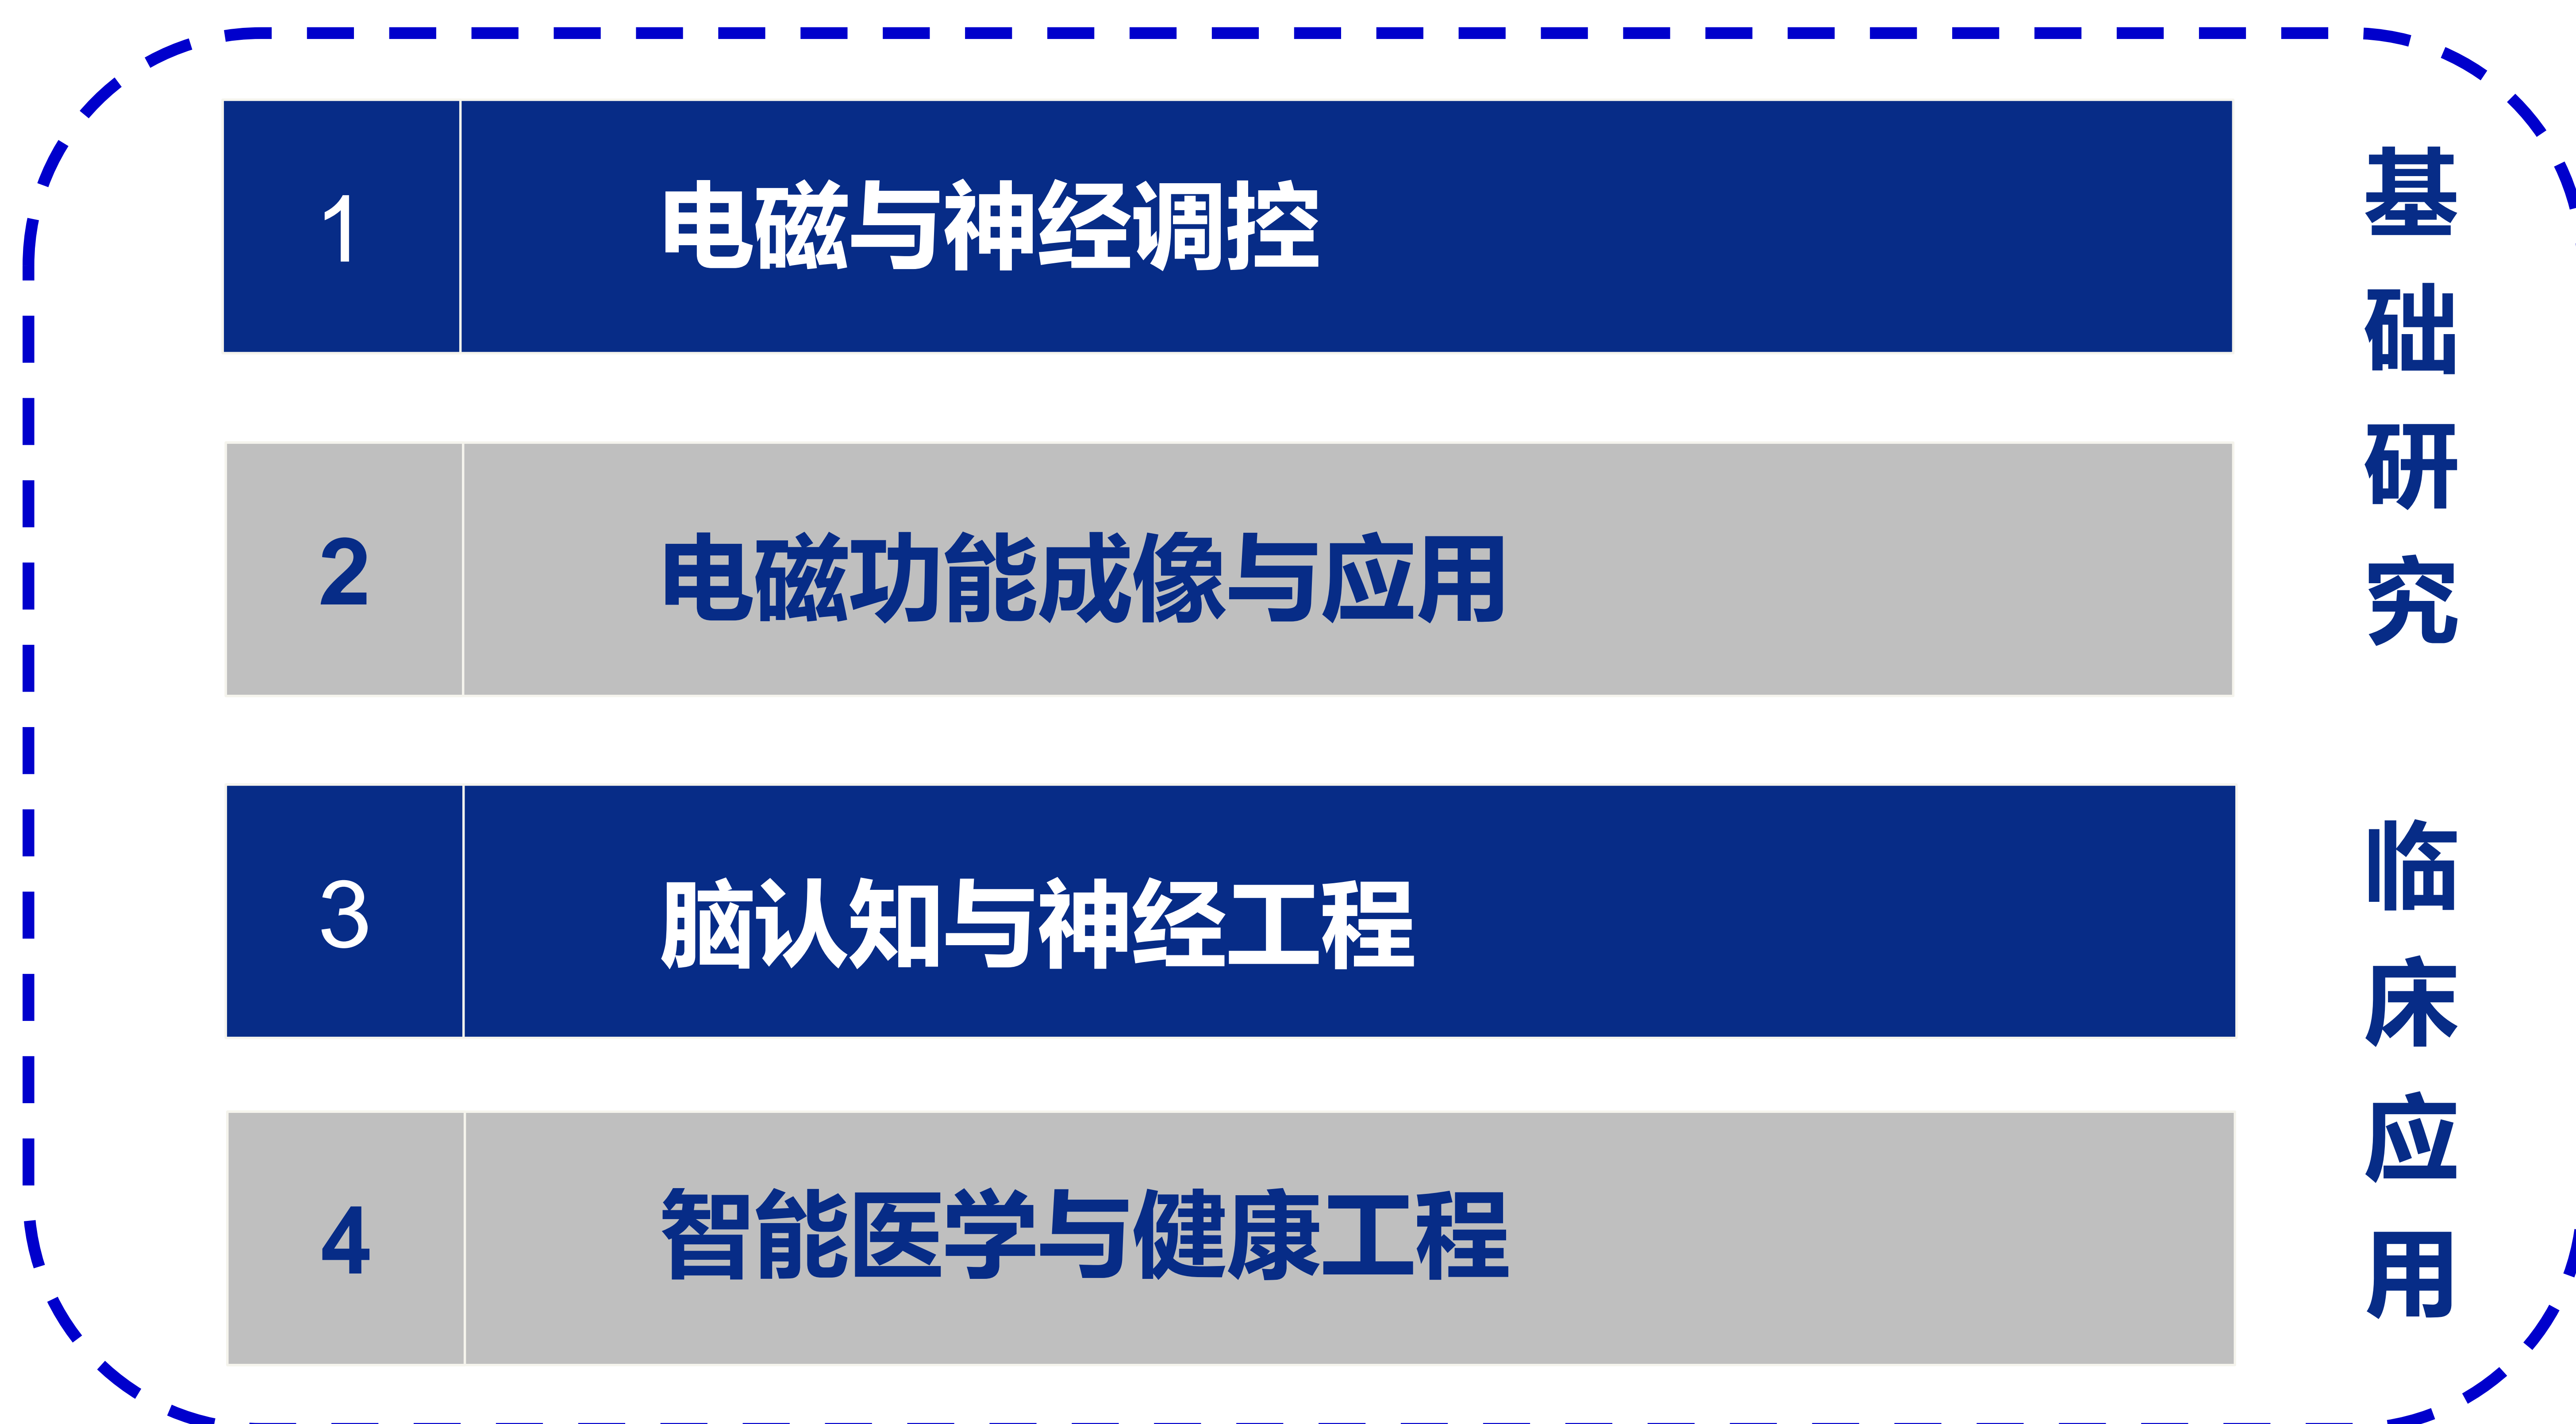 1 电磁与神经调控
2 电磁功能成像与应用
3 脑认知与神经工程
4 智能医学与健康工程
基础研究
临床应用